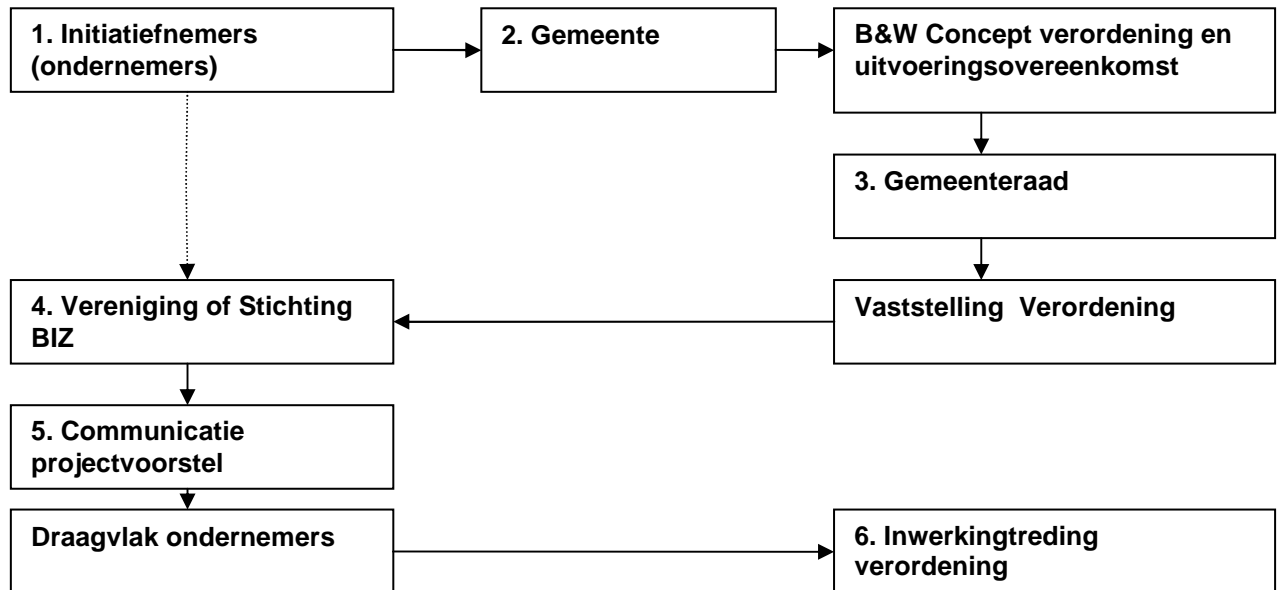 1. Initiatiefnemers
(ondernemers)
2. Gemeente
B&W Concept verordening en
uitvoeringsovereenkomst
3. Gemeenteraad
4. Vereniging of Stichting
BIZ
Vaststelling Verordening
5. Communicatie
projectvoorstel
Draagvlak ondernemers
6. Inwerkingtreding
verordening